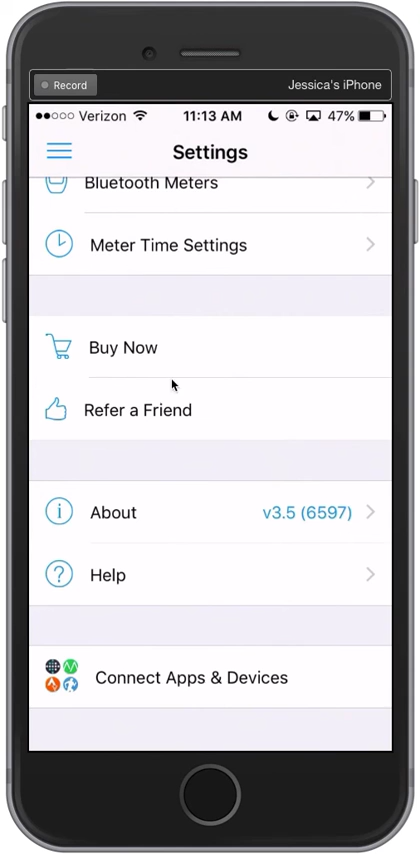 Record
Jessica's iPhone
Verizon 11:13 AM 47%
Settings
Bluetooth Meters
Meter Time Settings
Buy Now
Refer a Friend
About v3.5 (6597)
Help
Connect Apps & Devices